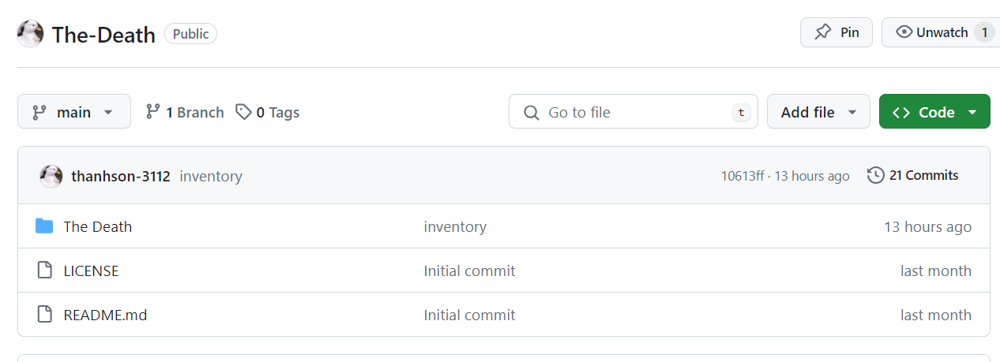 The-Death Public Pin Unwatch 1
main 1 Branch 0 Tags Go to file t Add file Code
thanhson-3112 inventory 10613ff · 13 hours ago 21 Commits
The Death inventory 13 hours ago
LICENSE Initial commit last month
README.md Initial commit last month